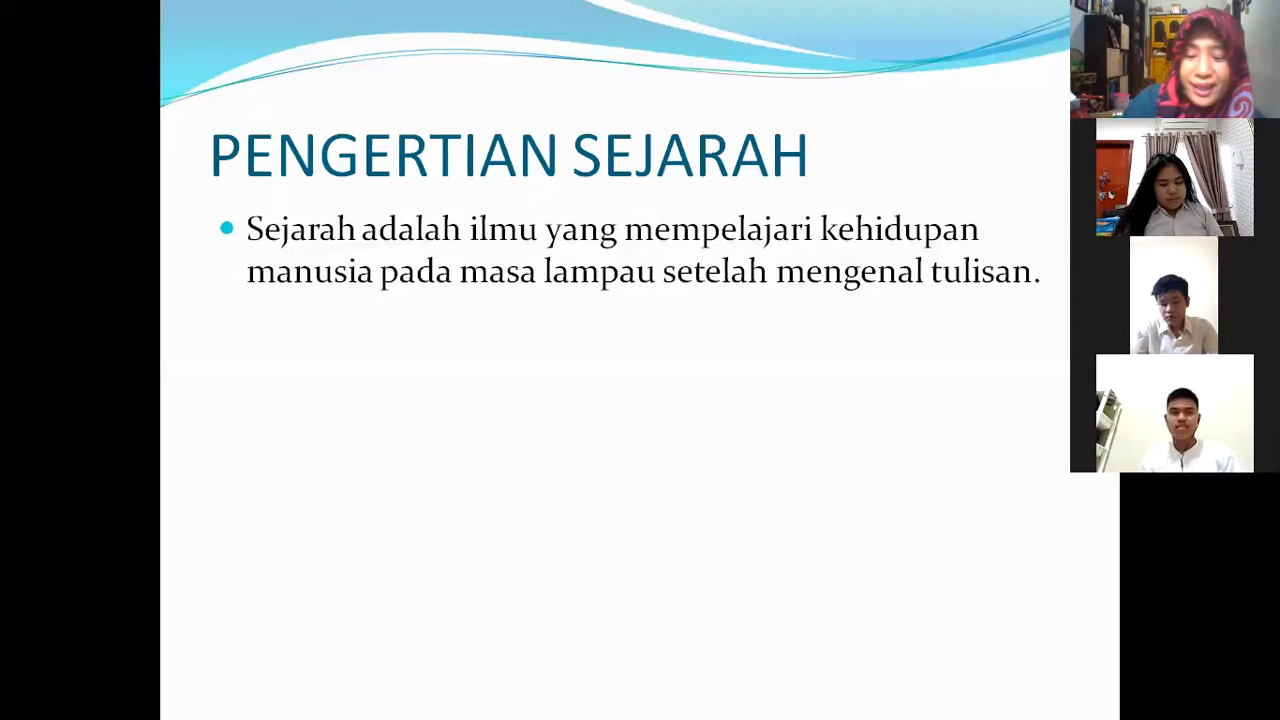 PENGERTIAN SEJARAH
Sejarah adalah ilmu yang mempelajari kehidupan
manusia pada masa lampau setelah mengenal tulisan.